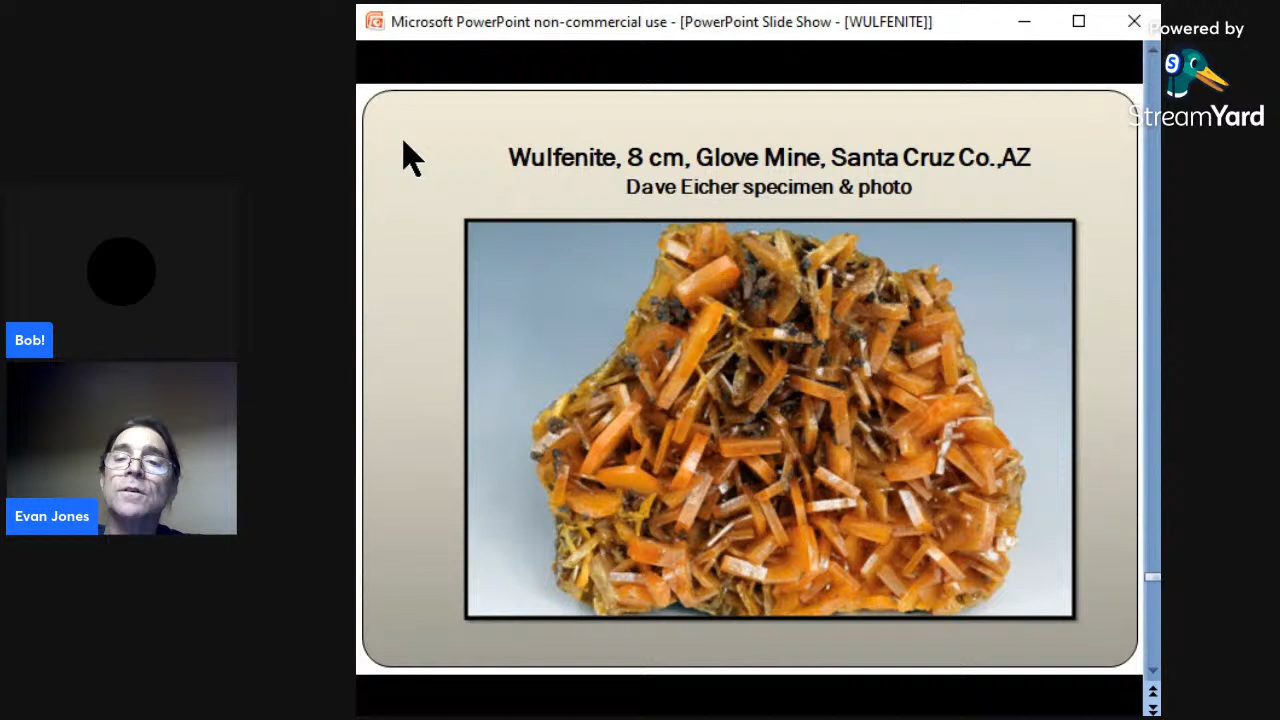 Microsoft PowerPoint non-commercial use - [PowerPoint Slide Show - [WULFENITE]]
Powered by
S
StreamYard
Wulfenite, 8 cm, Glove Mine, Santa Cruz Co.,AZ
Dave Eicher specimen & photo
Bob!
Evan Jones